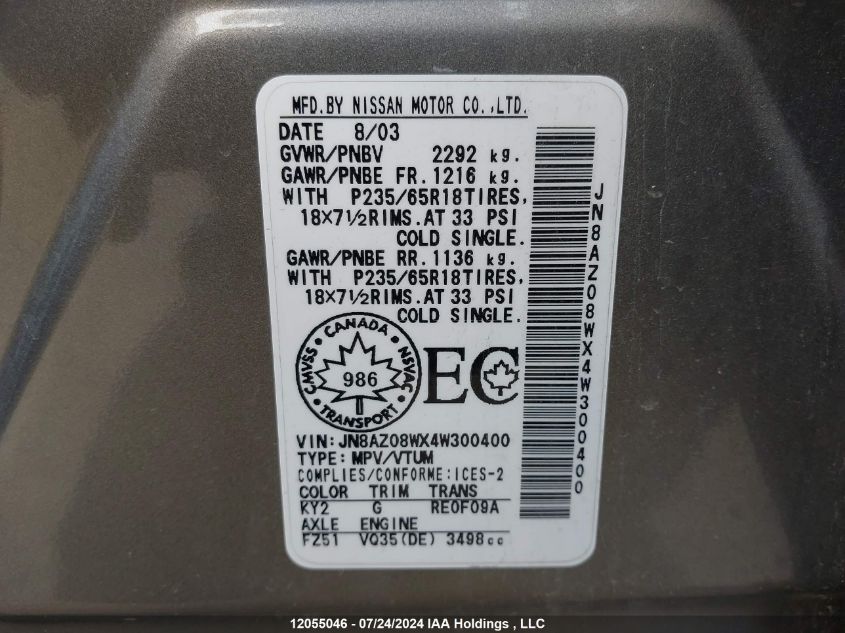 MFD.BY NISSAN MOTOR CO.,LTD.
DATE 8/03
GVWR/PNBV 2292 kg.
GAWR/PNBE FR.1216 kg.
WITH P235/65R18TIRES,
18×7½RIMS.AT 33 PSI
COLD SINGLE.
GAWR/PNBE RR.1136 kg.
WITH P235/65R18TIRES,
18×7½RIMS.AT 33 PSI
COLD SINGLE.
CANADA
CMVSS
NSVAC
986
TRANSPORT
EC
VIN:JN8AZ08WX4W300400
TYPE:MPV/VTUM
COMPLIES/CONFORME:ICES-2
COLOR TRIM TRANS
KY2 G RE0F09A
AXLE ENGINE
FZ51 VQ35(DE) 3498cc
JN8AZ08WX4W300400
12055046 - 07/24/2024 IAA Holdings , LLC